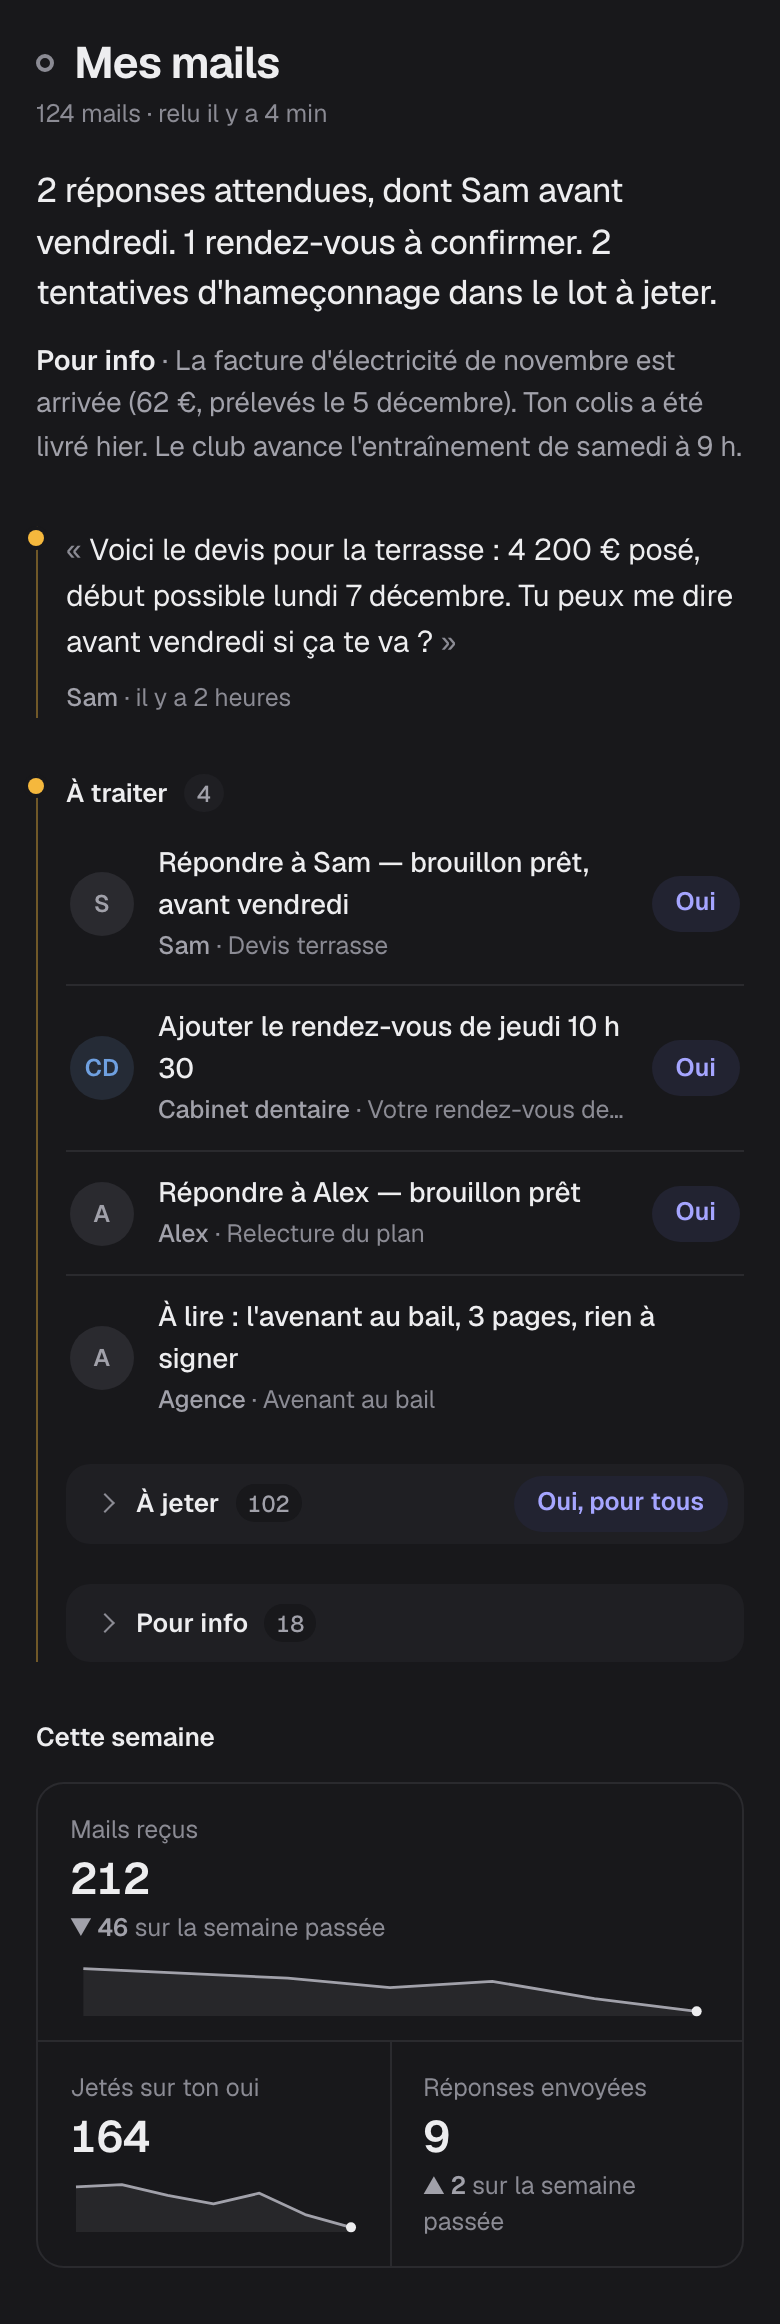 Mes mails
124 mails · relu il y a 4 min
2 réponses attendues, dont Sam avant
vendredi. 1 rendez-vous à confirmer. 2
tentatives d'hameçonnage dans le lot à jeter.
Pour info · La facture d'électricité de novembre est
arrivée (62 €, prélevés le 5 décembre). Ton colis a été
livré hier. Le club avance l'entraînement de samedi à 9 h.
« Voici le devis pour la terrasse : 4 200 € posé,
début possible lundi 7 décembre. Tu peux me dire
avant vendredi si ça te va ? »
Sam · il y a 2 heures
À traiter 4
S
Répondre à Sam — brouillon prêt,
avant vendredi
Sam · Devis terrasse
Oui
CD
Ajouter le rendez-vous de jeudi 10 h
30
Cabinet dentaire · Votre rendez-vous de...
Oui
A
Répondre à Alex — brouillon prêt
Alex · Relecture du plan
Oui
A
À lire : l'avenant au bail, 3 pages, rien à
signer
Agence · Avenant au bail
À jeter 102 Oui, pour tous
Pour info 18
Cette semaine
Mails reçus
212
▼ 46 sur la semaine passée
Jetés sur ton oui
164
Réponses envoyées
9
▲ 2 sur la semaine
passée